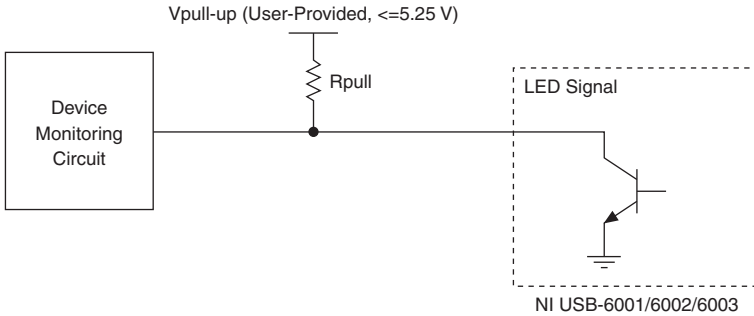 Vpull-up (User-Provided, <=5.25 V)
Rpull
LED Signal
Device
Monitoring
Circuit
NI USB-6001/6002/6003